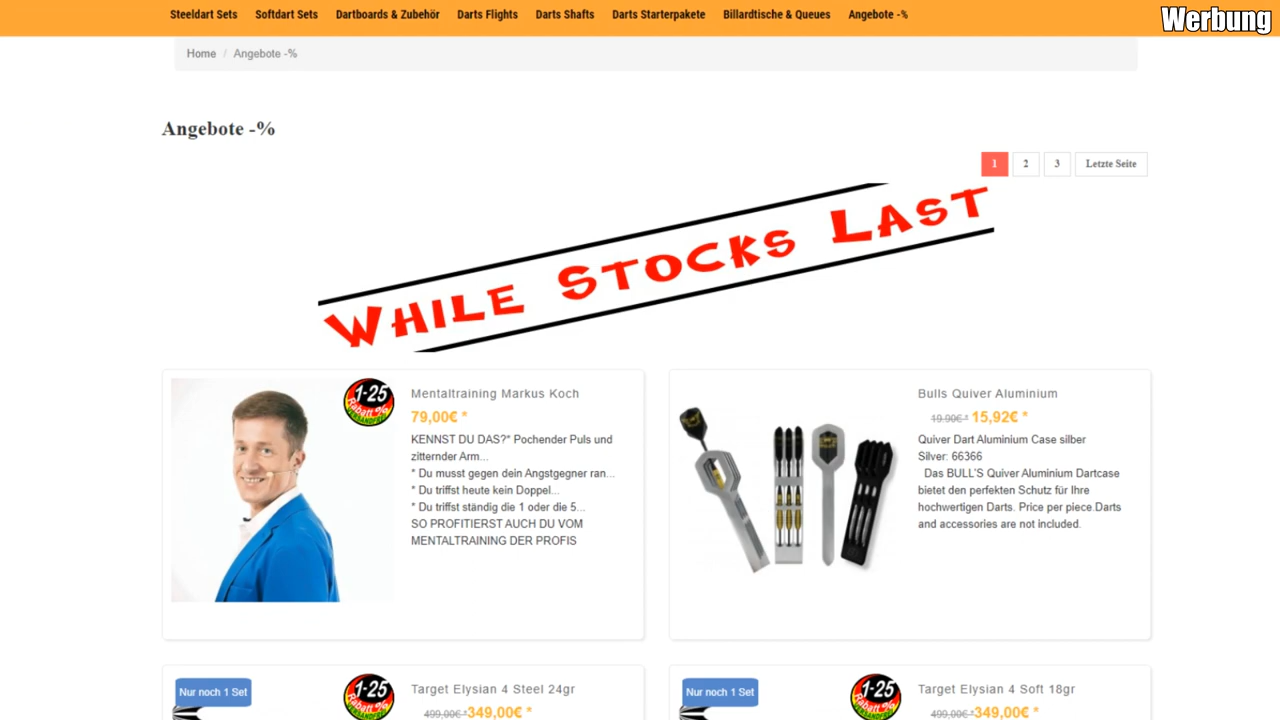 Steeldart Sets Softdart Sets Dartboards & Zubehör Darts Flights Darts Shafts Darts Starterpakete Billardtische & Queues Angebote -%
Werbung
Home / Angebote -%
Angebote -%
1 2 3 Letzte Seite
While Stocks Last
1-25
Rabatt %
VERSANDFREI
Mentaltraining Markus Koch
79,00€ *
KENNST DU DAS?* Pochender Puls und
zitternder Arm...
* Du musst gegen dein Angstgegner ran...
* Du triffst heute kein Doppel...
* Du triffst ständig die 1 oder die 5...
SO PROFITIERST AUCH DU VOM
MENTALTRAINING DER PROFIS
Bulls Quiver Aluminium
19,90€ * 15,92€ *
Quiver Dart Aluminium Case silber
Silver: 66366
Das BULL'S Quiver Aluminium Dartcase
bietet den perfekten Schutz für Ihre
hochwertigen Darts. Price per piece.Darts
and accessories are not included.
Nur noch 1 Set
1-25
Rabatt %
VERSANDFREI
Target Elysian 4 Steel 24gr
499,00€ *349,00€ *
Nur noch 1 Set
1-25
Rabatt %
VERSANDFREI
Target Elysian 4 Soft 18gr
499,00€ *349,00€ *